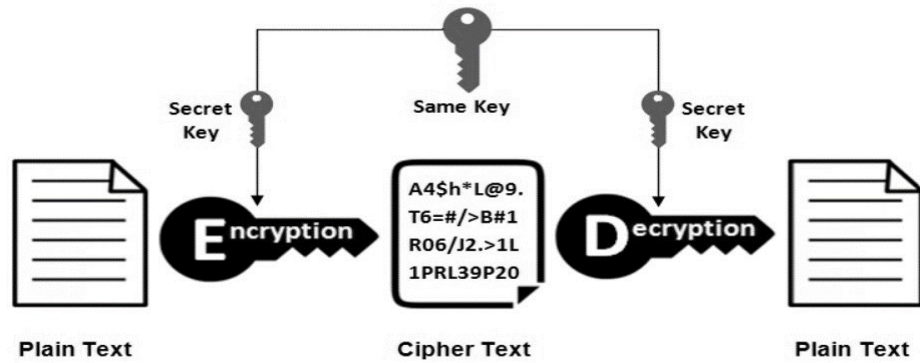 Same Key
Secret
Key
Secret
Key
Encryption
A4$h*L@9.
T6=#/>B#1
R06/J2.>1L
1PRL39P20
Decryption
Plain Text
Cipher Text
Plain Text